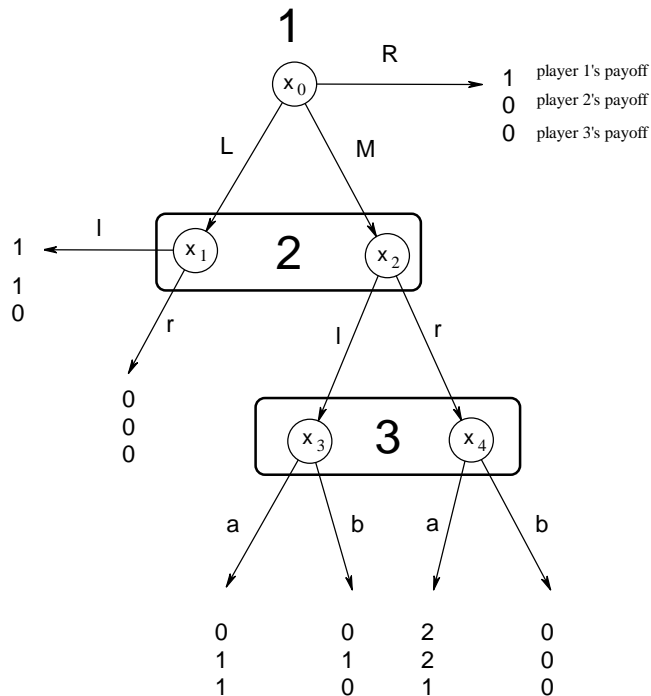 1
R
x0
1 player 1's payoff
0 player 2's payoff
0 player 3's payoff
L M
1 l x1 2 x2
1
0
r l r
0
0
0
x3 3 x4
a b a b
0 0 2 0
1 1 2 0
1 0 1 0